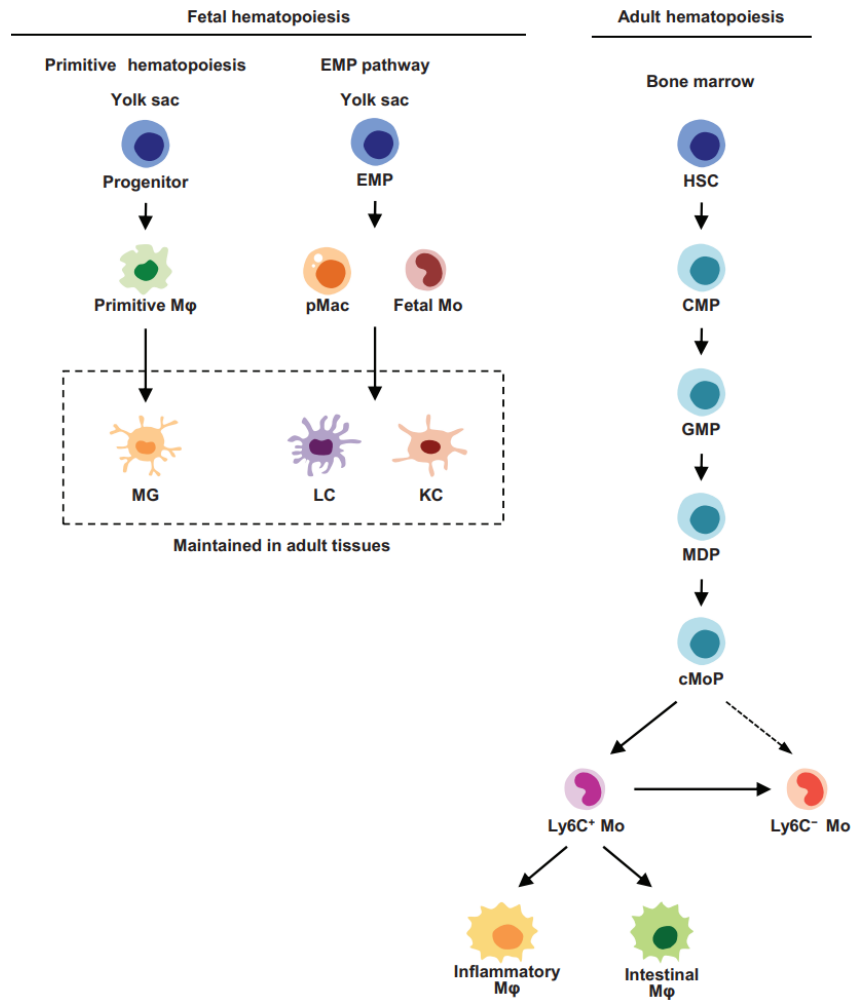 Fetal hematopoiesis
Adult hematopoiesis
Primitive hematopoiesis
EMP pathway
Bone marrow
Yolk sac
Yolk sac
Progenitor
EMP
HSC
Primitive Mφ
pMac
Fetal Mo
CMP
GMP
MG
LC
KC
Maintained in adult tissues
MDP
cMoP
Ly6C⁺ Mo
Ly6C⁻ Mo
Inflammatory
Mφ
Intestinal
Mφ